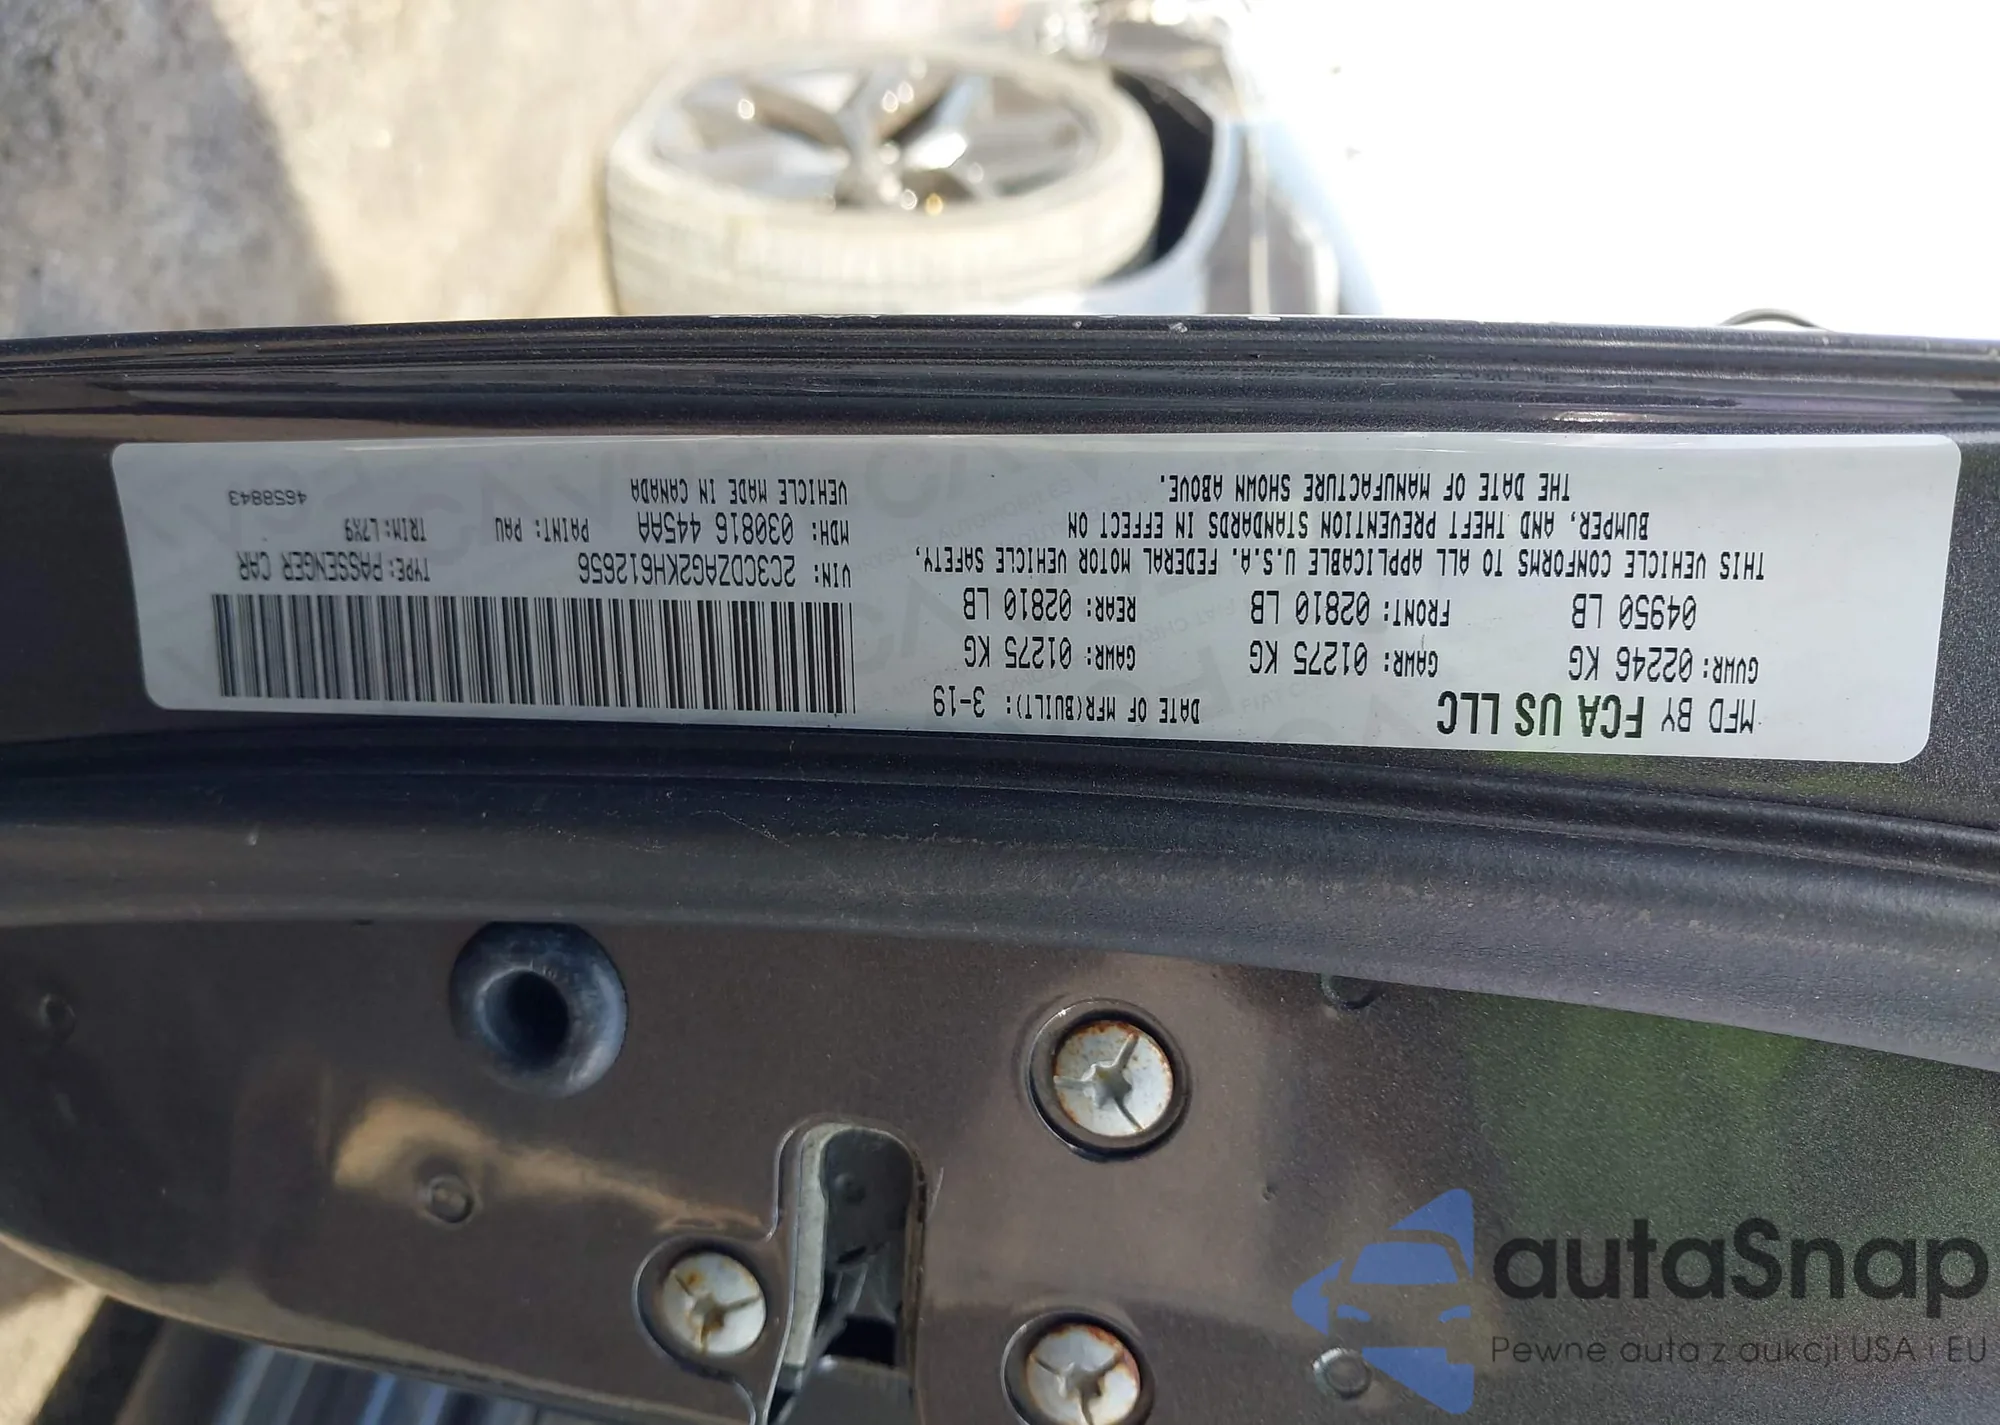 MFD BY FCA US LLC
DATE OF MFR(BUILT): 3-19
GVWR: 02246 KG
GAWR: 01275 KG
GAWR: 01275 KG
04950 LB
FRONT: 02810 LB
REAR: 02810 LB
THIS VEHICLE CONFORMS TO ALL APPLICABLE FEDERAL MOTOR VEHICLE SAFETY,
BUMPER, AND THEFT PREVENTION STANDARDS IN EFFECT ON
THE DATE OF MANUFACTURE SHOWN ABOVE.
VIN: 2C3CDZAG2KH612656
TYPE: PASSENGER CAR
MDH: 030816 445AA
PAINT: PAU
TRIM: L7X9
VEHICLE MADE IN CANADA
4658843
autaSnap
Pewne auta z aukcji USA i EU